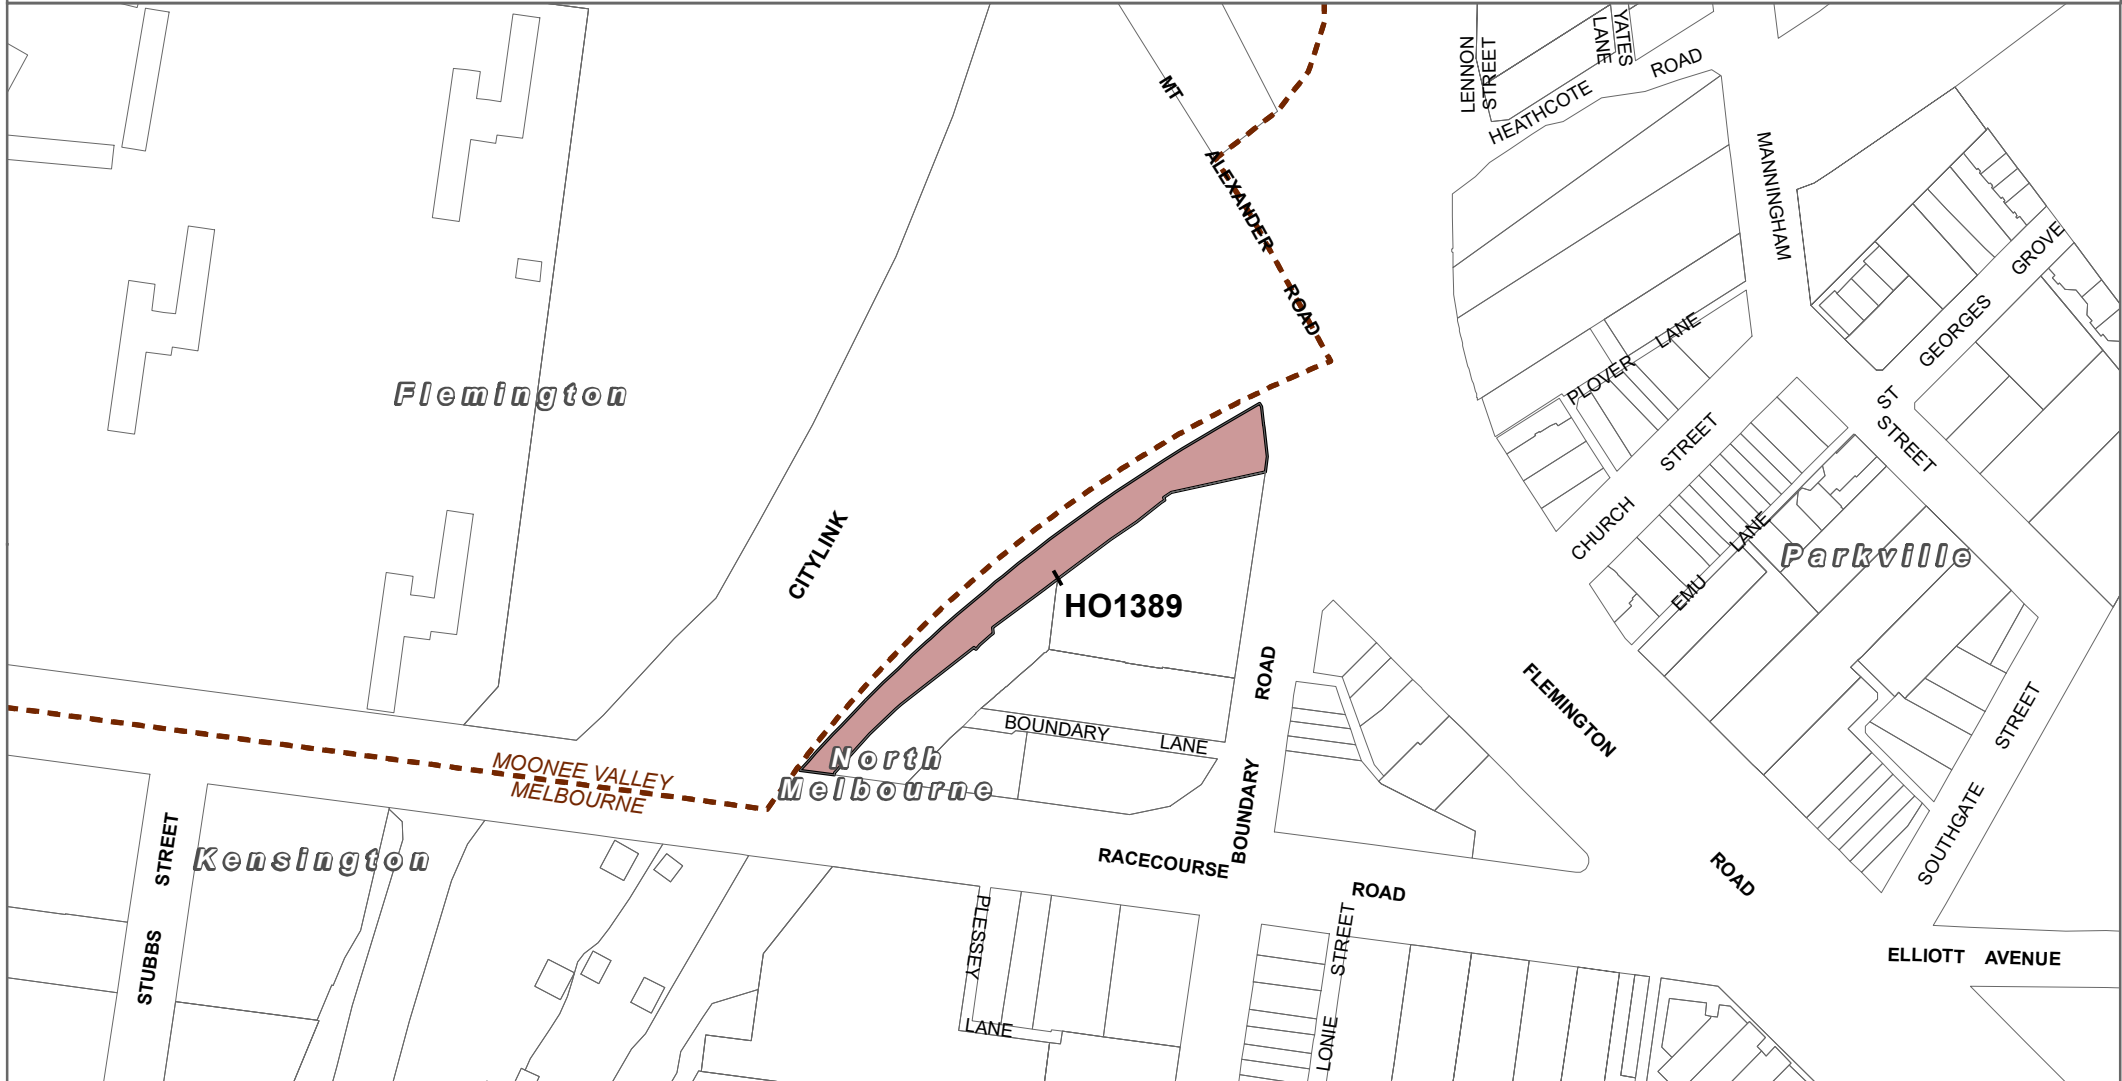 LENNON
STREET
YATES
LANE
HEATHCOTE
ROAD
MT
ALEXANDER
ROAD
MANNINGHAM
STREET
ST
GEORGES
GROVE
PLOVER
LANE
CHURCH
STREET
EMU
LANE
Parkville
Flemington
CITYLINK
HO1389
BOUNDARY
ROAD
FLEMINGTON
ROAD
BOUNDARY
LANE
North
Melbourne
MOONEE VALLEY
MELBOURNE
Kensington
STUBBS
STREET
RACECOURSE
ROAD
SOUTHGATE
STREET
ELLIOTT
AVENUE
PLESSEY
LANE
LONIE
STREET